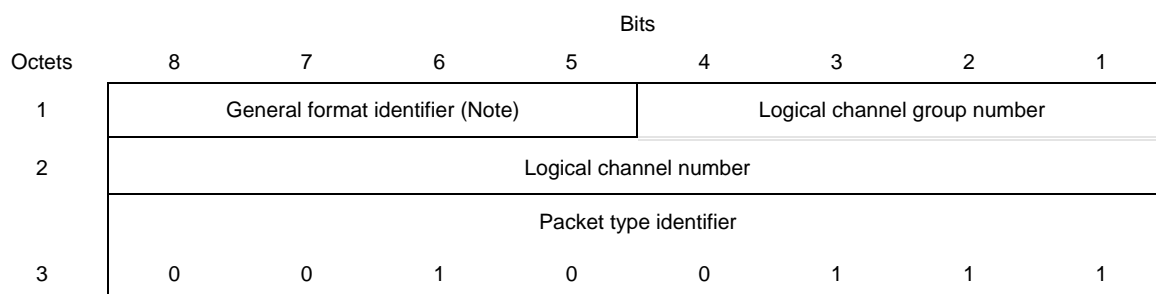 Bits
Octets 8 7 6 5 4 3 2 1
1 General format identifier (Note) Logical channel group number
2 Logical channel number
Packet type identifier
3 0 0 1 0 0 1 1 1